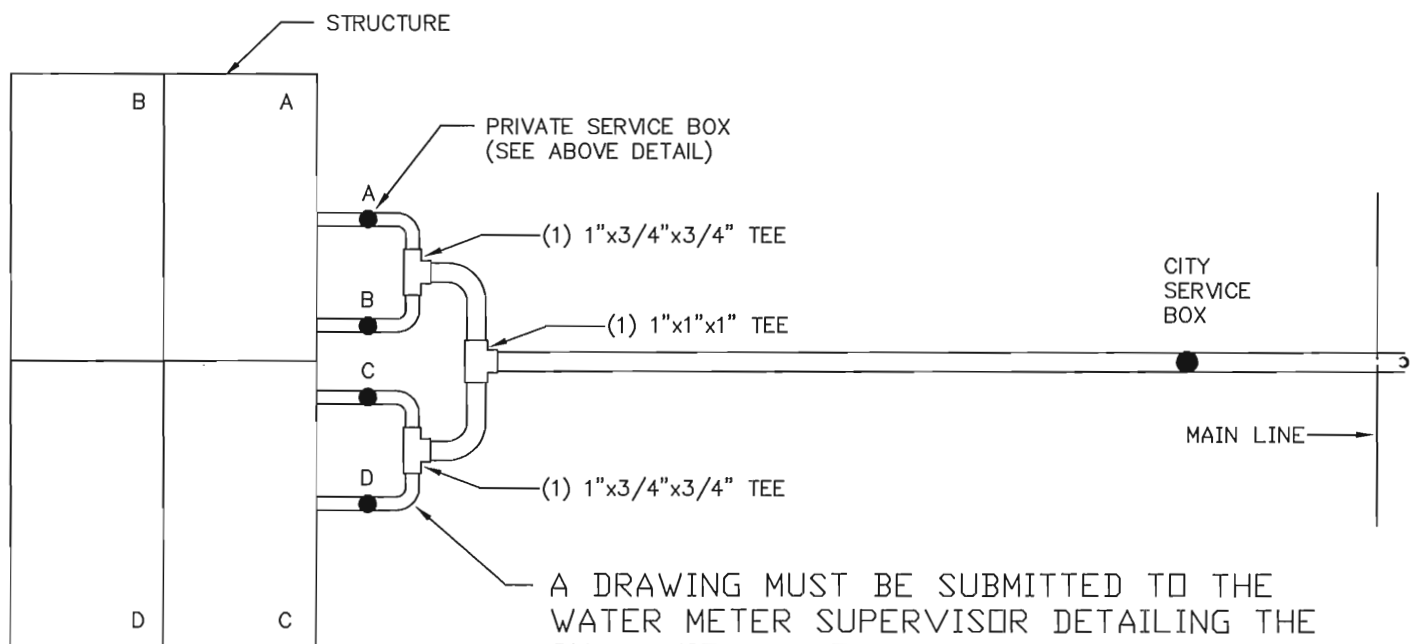 STRUCTURE
B
A
PRIVATE SERVICE BOX
(SEE ABOVE DETAIL)
A
(1) 1"x3/4"x3/4" TEE
CITY
SERVICE
BOX
B
(1) 1"x1"x1" TEE
C
MAIN LINE
D
(1) 1"x3/4"x3/4" TEE
A DRAWING MUST BE SUBMITTED TO THE
WATER METER SUPERVISOR DETAILING THE
D
C